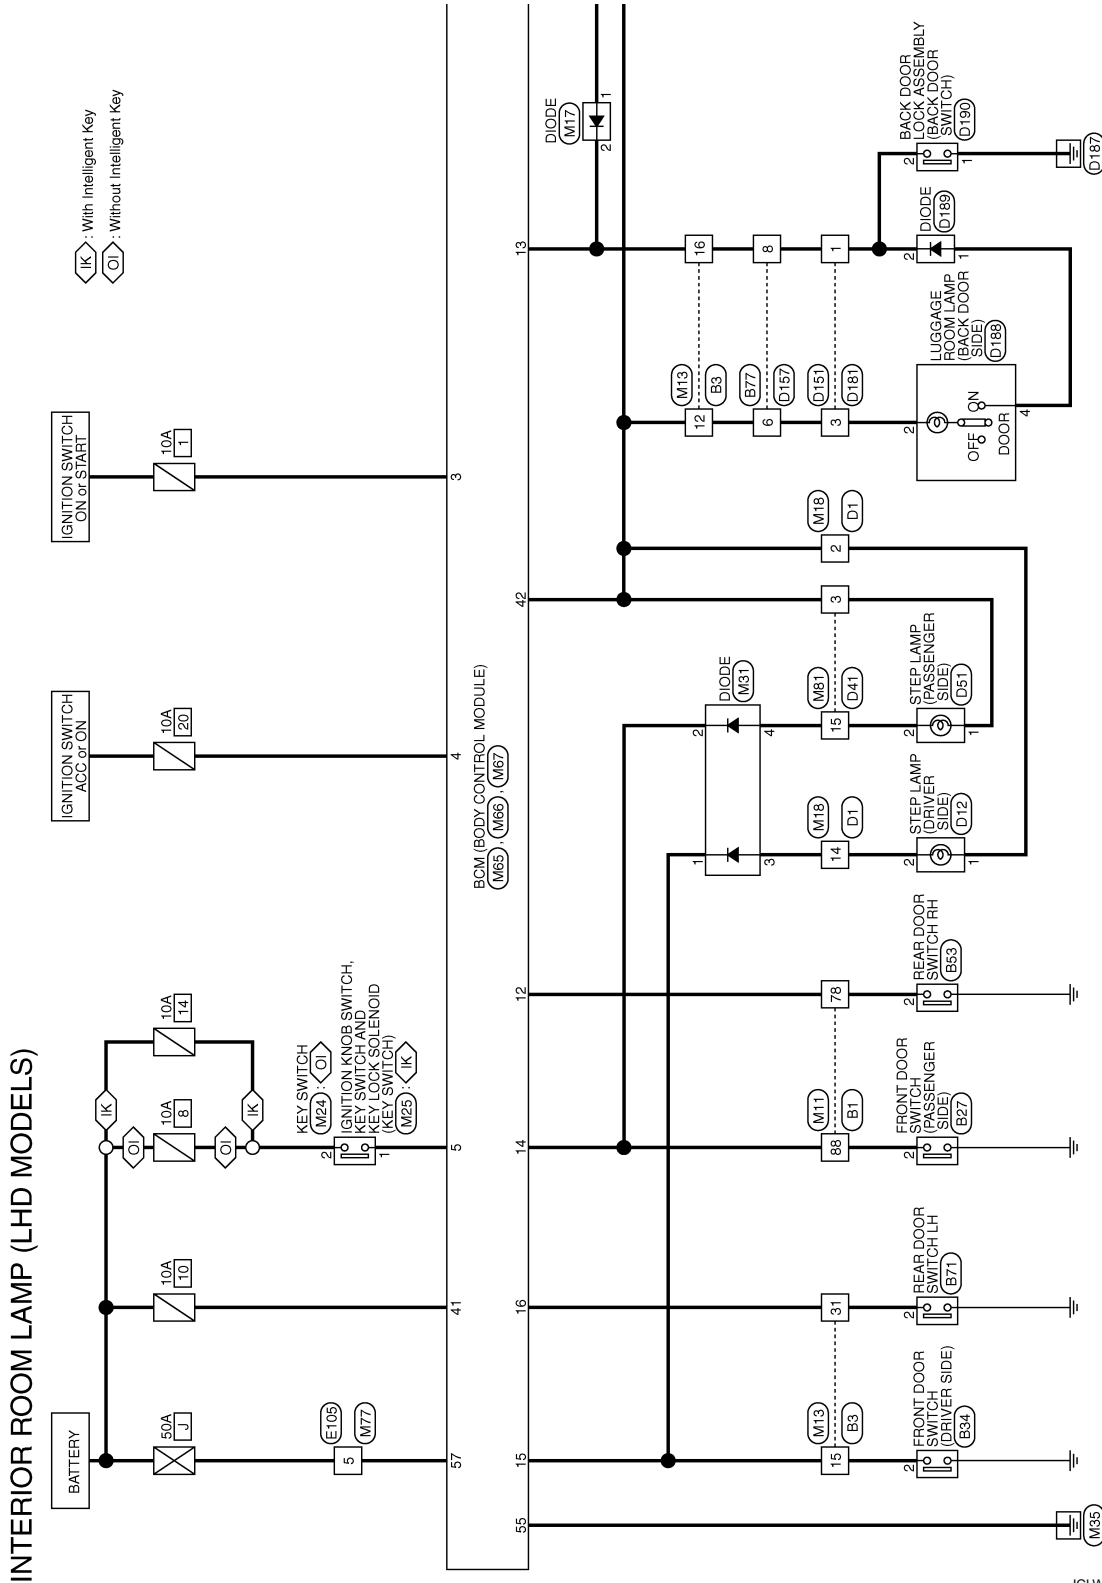 INTERIOR ROOM LAMP (LHD MODELS)
IK : With Intelligent Key
OI : Without Intelligent Key
BATTERY
IGNITION SWITCH
ACC or ON
IGNITION SWITCH
ON or START
50A
J
10A
10
10A
8
10A
14
10A
20
10A
1
IK
OI
OI
IK
5
E105
M77
KEY SWITCH
M24 : OI
IGNITION KNOB SWITCH,
KEY SWITCH AND
KEY LOCK SOLENOID
(KEY SWITCH)
M25 : IK
2
1
57
41
5
4
3
BCM (BODY CONTROL MODULE)
M65 , M66 , M67
55
15
16
14
12
42
13
DIODE
M17
2
1
DIODE
M31
1
2
3
4
M13
B3
12
16
B77
D157
6
8
M13
B3
15
31
M11
B1
88
78
M18
D1
14
M81
D41
15
3
M18
D1
2
D151
D181
3
1
FRONT DOOR
SWITCH
(DRIVER SIDE)
B34
2
REAR DOOR
SWITCH LH
B71
2
FRONT DOOR
SWITCH
(PASSENGER
SIDE)
B27
2
REAR DOOR
SWITCH RH
B53
2
STEP LAMP
(DRIVER
SIDE)
D12
2
1
STEP LAMP
(PASSENGER
SIDE)
D51
2
1
LUGGAGE
ROOM LAMP
(BACK DOOR
SIDE)
D188
2
OFF
ON
DOOR
4
DIODE
D189
2
1
BACK DOOR
LOCK ASSEMBLY
(BACK DOOR
SWITCH)
D190
2
1
M35
D187